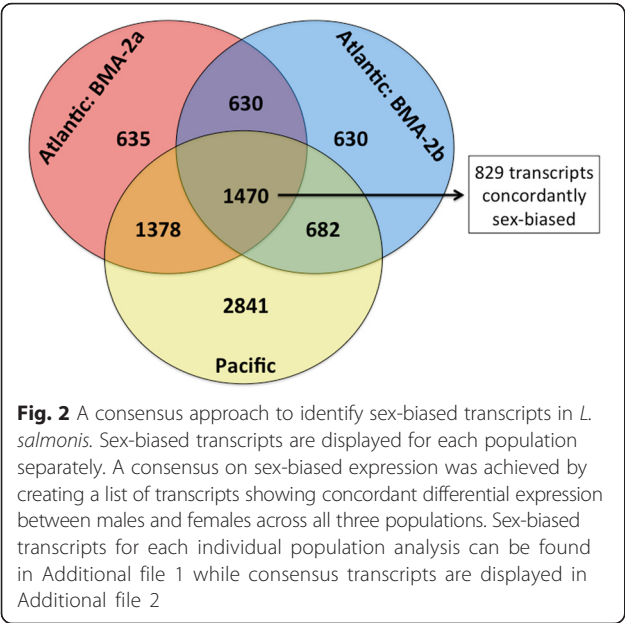 Atlantic: BMA-2a
Atlantic: BMA-2b
630
635
630
1470
829 transcripts
concordantly
sex-biased
1378
682
2841
Pacific
Fig. 2 A consensus approach to identify sex-biased transcripts in L.
salmonis. Sex-biased transcripts are displayed for each population
separately. A consensus on sex-biased expression was achieved by
creating a list of transcripts showing concordant differential expression
between males and females across all three populations. Sex-biased
transcripts for each individual population analysis can be found
in Additional file 1 while consensus transcripts are displayed in
Additional file 2